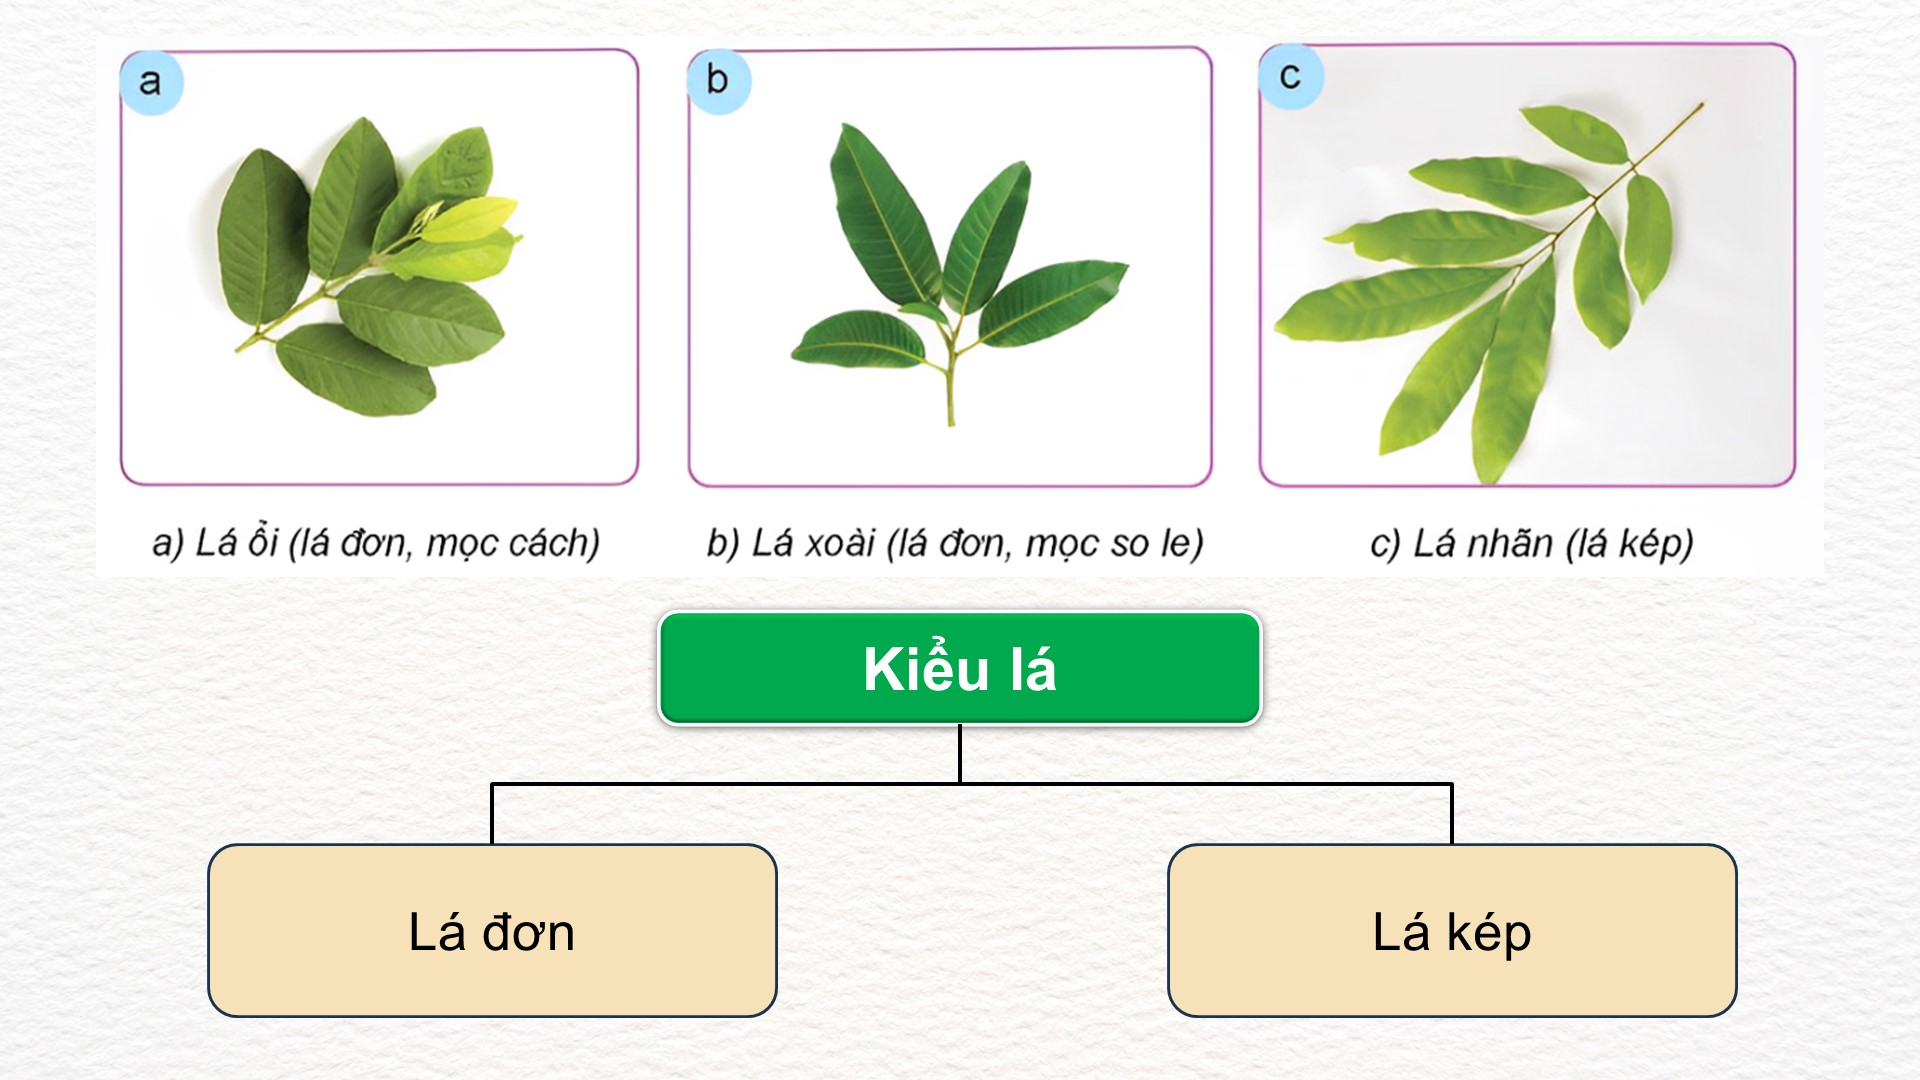 a
b
c
a) Lá ổi (lá đơn, mọc cách)
b) Lá xoài (lá đơn, mọc so le)
c) Lá nhãn (lá kép)
Kiểu lá
Lá đơn
Lá kép